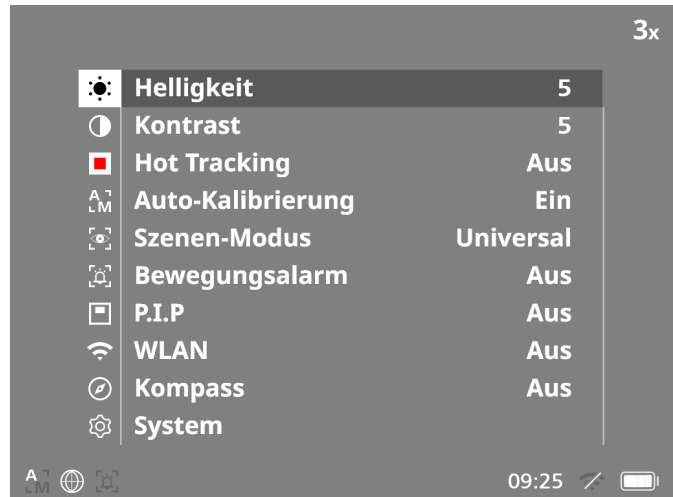 3x
Helligkeit 5
Kontrast 5
Hot Tracking Aus
Auto-Kalibrierung Ein
Szenen-Modus Universal
Bewegungsalarm Aus
P.I.P Aus
WLAN Aus
Kompass Aus
System
A M 09:25